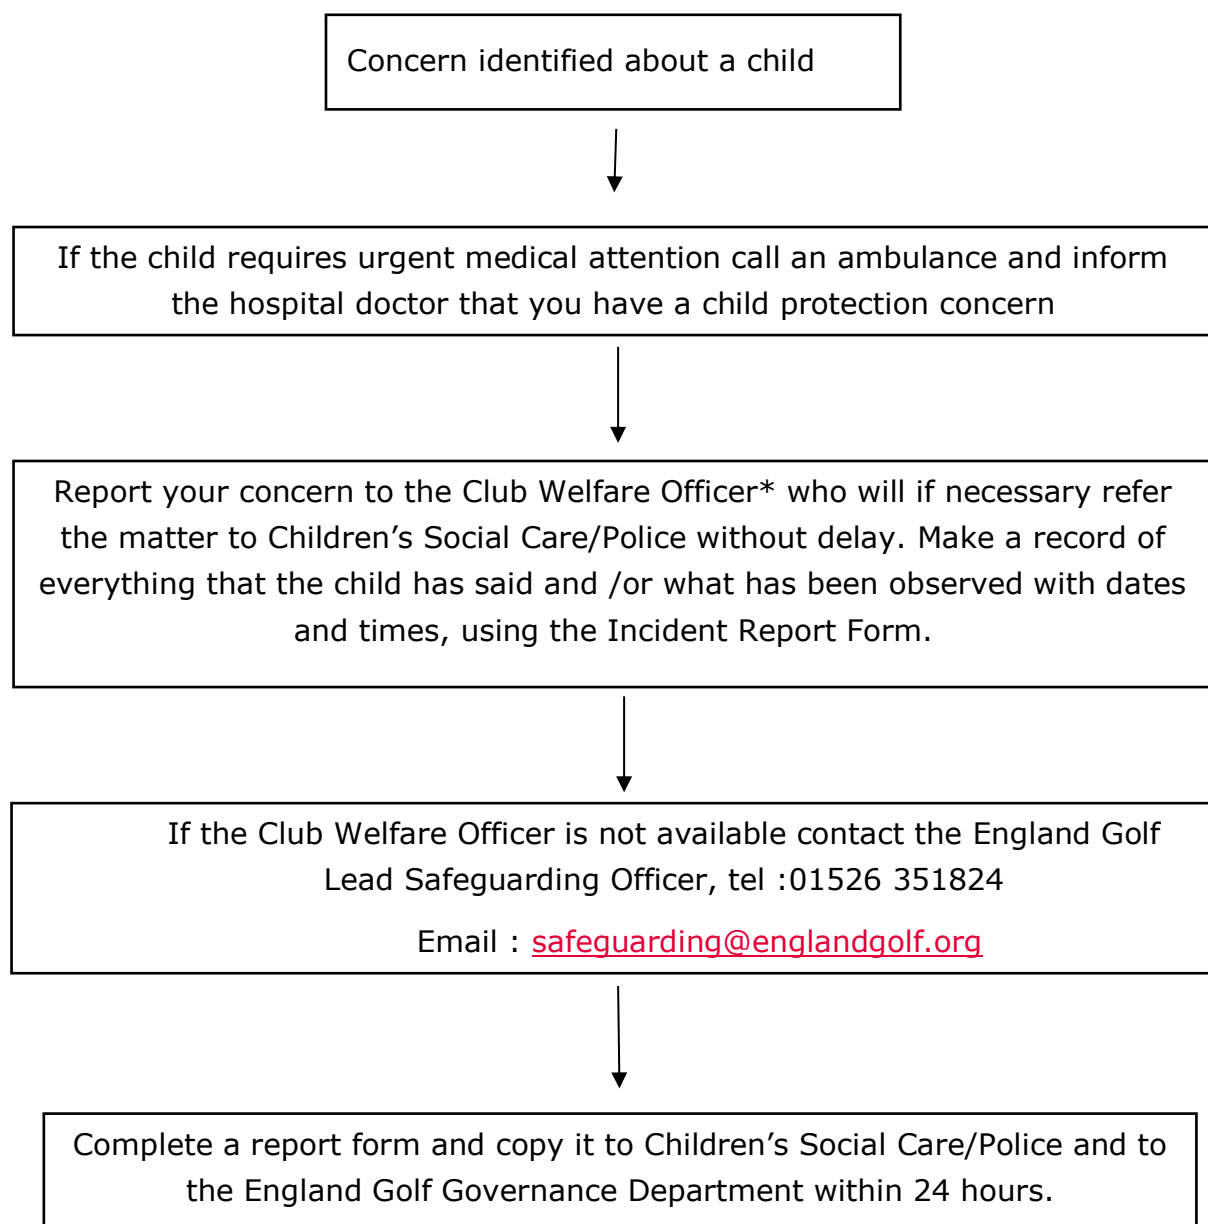 Concern identified about a child
If the child requires urgent medical attention call an ambulance and inform
the hospital doctor that you have a child protection concern
Report your concern to the Club Welfare Officer* who will if necessary refer
the matter to Children’s Social Care/Police without delay. Make a record of
everything that the child has said and /or what has been observed with dates
and times, using the Incident Report Form.
If the Club Welfare Officer is not available contact the England Golf
Lead Safeguarding Officer, tel :01526 351824
Email : safeguarding@englandgolf.org
Complete a report form and copy it to Children’s Social Care/Police and to
the England Golf Governance Department within 24 hours.